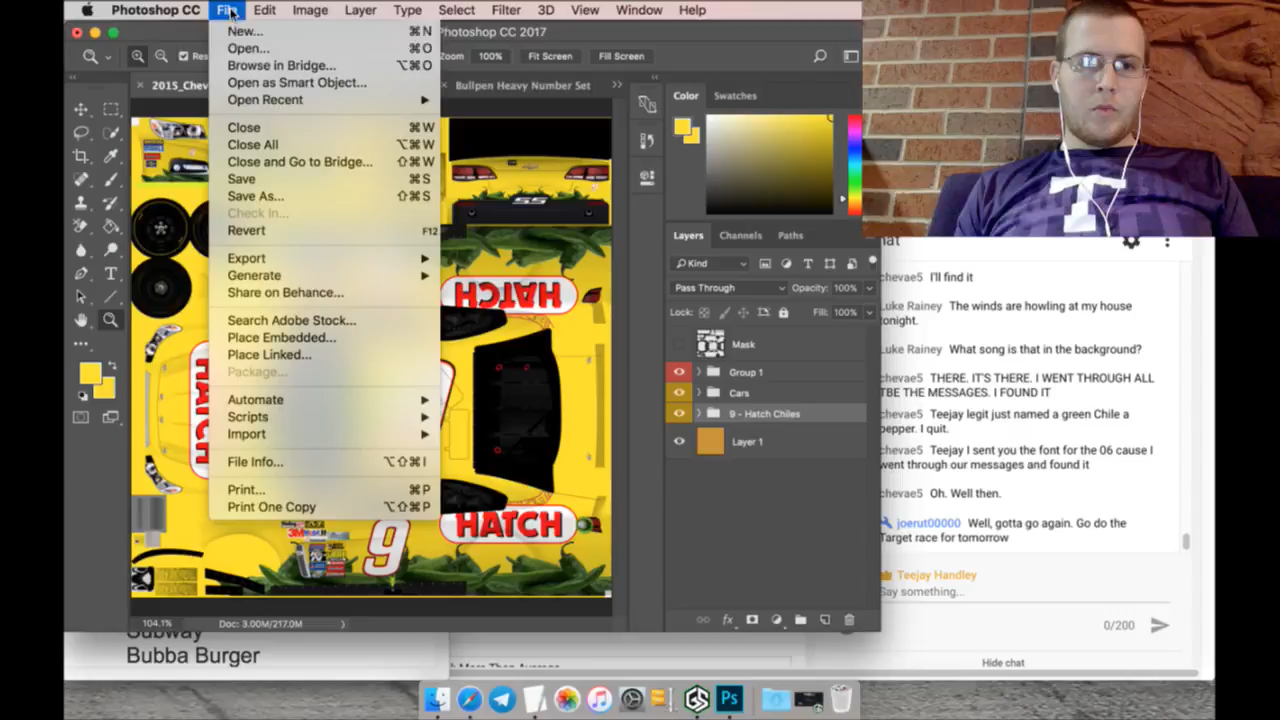 Photoshop CC File Edit Image Layer Type Select Filter 3D View Window Help
Photoshop CC 2017
Zoom 100% Fit Screen Fill Screen
2015_Chev
Bullpen Heavy Number Set
New... ⌘N
Open... ⌘O
Browse in Bridge... ⌥⌘O
Open as Smart Object...
Open Recent
Close ⌘W
Close All ⌥⌘W
Close and Go to Bridge... ⇧⌘W
Save ⌘S
Save As... ⇧⌘S
Check In...
Revert F12
Export
Generate
Share on Behance...
Search Adobe Stock...
Place Embedded...
Place Linked...
Package...
Automate
Scripts
Import
File Info... ⌥⇧⌘I
Print... ⌘P
Print One Copy ⌥⇧⌘P
55
HATCH
HATCH
HATCH
3M
9
104.1% Doc: 3.00M/217.0M
Color Swatches
Layers Channels Paths
Kind
Pass Through Opacity: 100%
Lock: Fill: 100%
Mask
Group 1
Cars
9 - Hatch Chiles
Layer 1
fx
T
hat
chevae5 I'll find it
Luke Rainey The winds are howling at my house
tonight.
Luke Rainey What song is that in the background?
chevae5 THERE. IT'S THERE. I WENT THROUGH ALL
TBE THE MESSAGES. I FOUND IT
chevae5 Teejay legit just named a green Chile a
pepper. I quit.
chevae5 Teejay I sent you the font for the 06 cause I
went through our messages and found it
chevae5 Oh. Well then.
joerut00000 Well, gotta go again. Go do the
Target race for tomorrow
Teejay Handley
Say something...
0/200
Hide chat
Subway
Bubba Burger
More Than Average
Ps